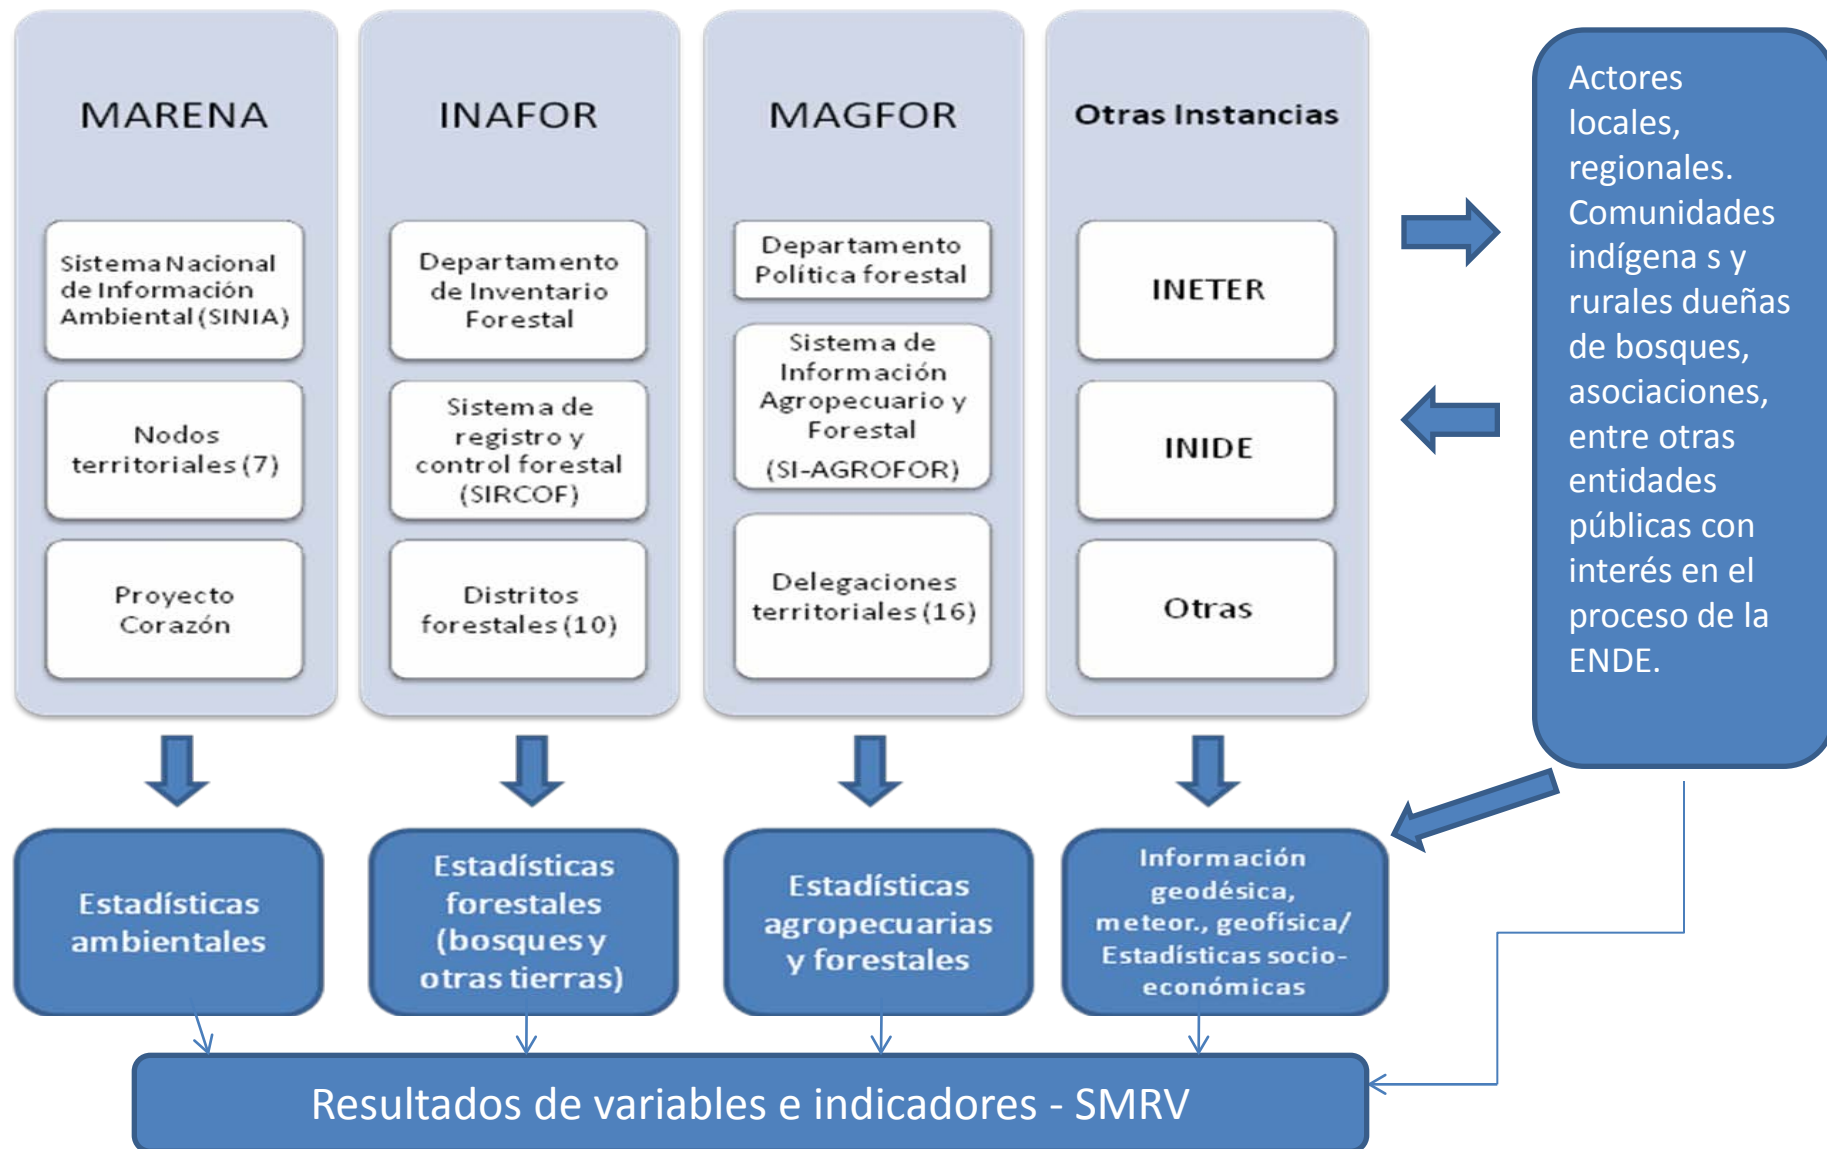 MARENA
Sistema Nacional
de Información
Ambiental (SINIA)
Nodos
territoriales (7)
Proyecto
Corazón
INAFOR
Departamento
de Inventario
Forestal
Sistema de
registro y
control forestal
(SIRCOF)
Distritos
forestales (10)
MAGFOR
Departamento
Política forestal
Sistema de
Información
Agropecuario y
Forestal
(SI-AGROFOR)
Delegaciones
territoriales (16)
Otras Instancias
INETER
INIDE
Otras
Actores
locales,
regionales.
Comunidades
indígena s y
rurales dueñas
de bosques,
asociaciones,
entre otras
entidades
públicas con
interés en el
proceso de la
ENDE.
Estadísticas
ambientales
Estadísticas
forestales
(bosques y
otras tierras)
Estadísticas
agropecuarias
y forestales
Información
geodésica,
meteor., geofísica/
Estadísticas socio-
económicas
Resultados de variables e indicadores - SMRV